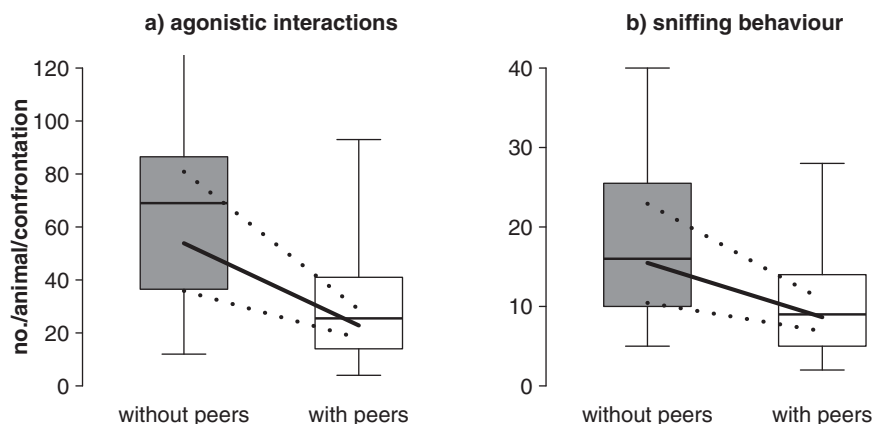 a) agonistic interactions
no./animal/confrontation
120
100
80
60
40
20
0
without peers with peers
b) sniffing behaviour
40
30
20
10
0
without peers with peers